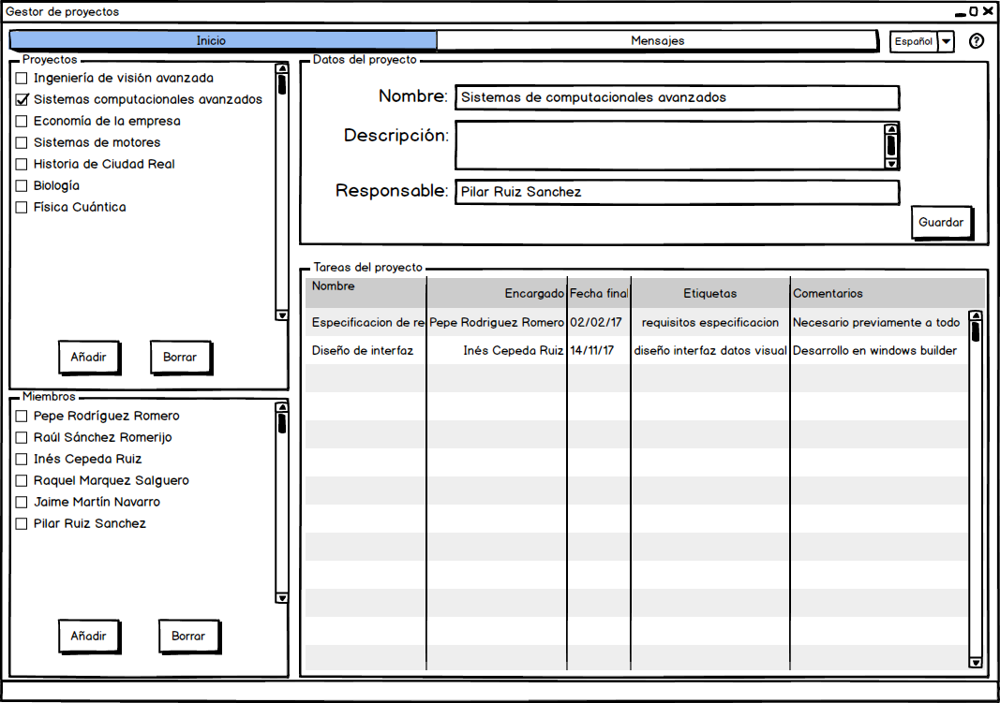 Gestor de proyectos
Inicio
Mensajes
Español
?
Proyectos
Ingeniería de visión avanzada
Sistemas computacionales avanzados
Economía de la empresa
Sistemas de motores
Historia de Ciudad Real
Biología
Física Cuántica
Añadir
Borrar
Miembros
Pepe Rodríguez Romero
Raúl Sánchez Romerijo
Inés Cepeda Ruiz
Raquel Marquez Salguero
Jaime Martín Navarro
Pilar Ruiz Sanchez
Añadir
Borrar
Datos del proyecto
Nombre: Sistemas de computacionales avanzados
Descripción:
Responsable: Pilar Ruiz Sanchez
Guardar
Tareas del proyecto
Nombre Encargado Fecha final Etiquetas Comentarios
Especificacion de re Pepe Rodriguez Romero 02/02/17 requisitos especificacion Necesario previamente a todo
Diseño de interfaz Inés Cepeda Ruiz 14/11/17 diseño interfaz datos visual Desarrollo en windows builder